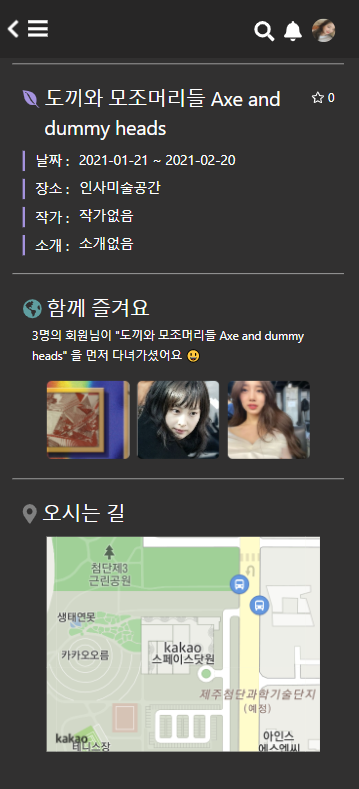 도끼와 모조머리들 Axe and
dummy heads
0
날짜 : 2021-01-21 ~ 2021-02-20
장소 : 인사미술공간
작가 : 작가없음
소개 : 소개없음
함께 즐겨요
3명의 회원님이 "도끼와 모조머리들 Axe and dummy
heads" 을 먼저 다녀가셨어요 😃
오시는 길
첨단제3
근린공원
생태연못
카카오오름
kakao
스페이스닷원
제주첨단과학기술단지
(예정)
아인스
에스엠씨
kakao
테니스장